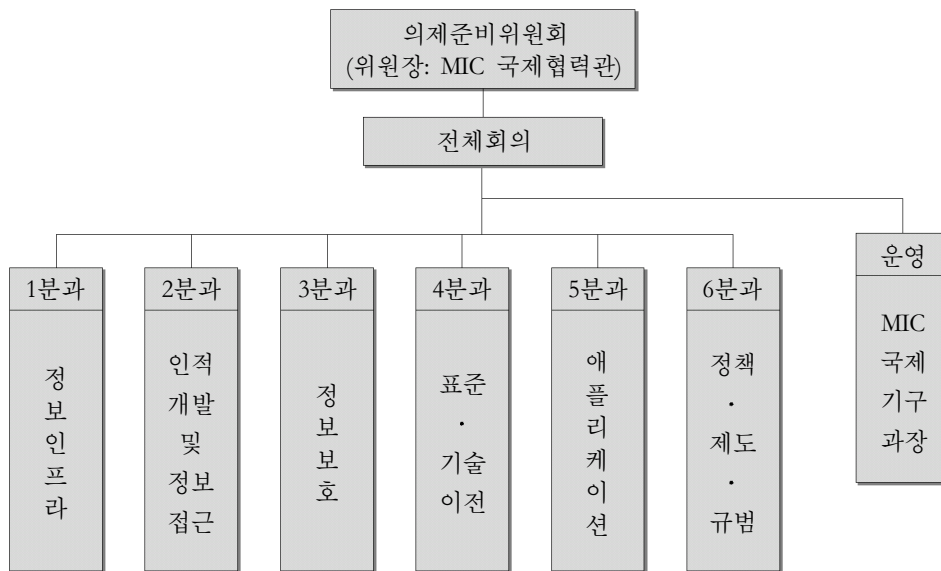 의제준비위원회
(위원장: MIC 국제협력관)
전체회의
1분과
정
보
인
프
라
2분과
인적
개발
및
정보
접근
3분과
정
보
보
호
4분과
표준
·
기술
이전
5분과
애
플
리
케
이
션
6분과
정책
·
제도
·
규범
운영
MIC
국제
기구
과장